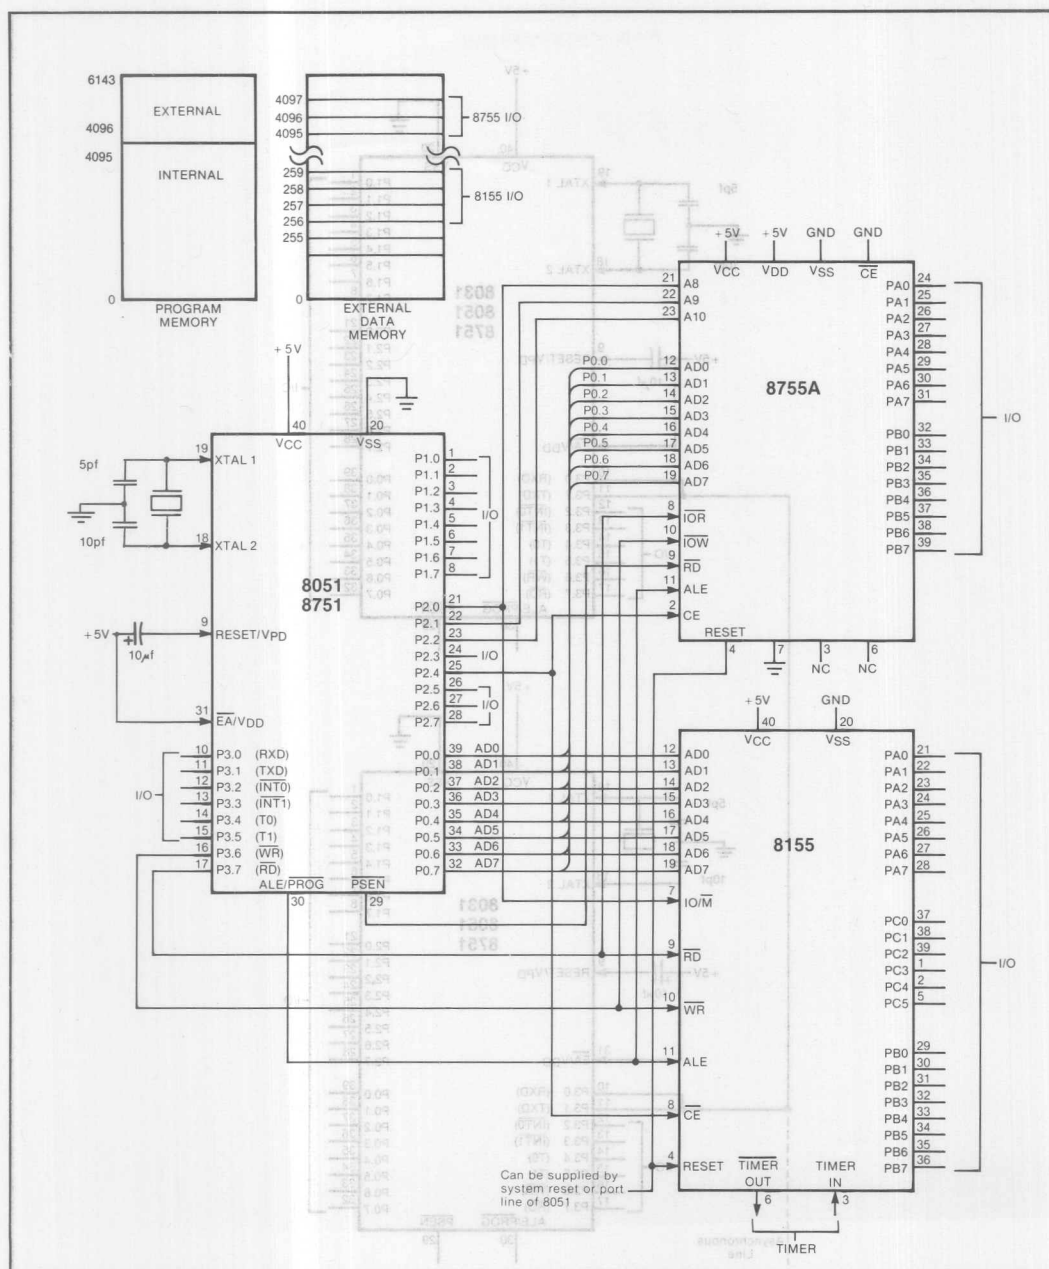 6143
EXTERNAL
4096
4095
INTERNAL
0
PROGRAM
MEMORY
4097
4096
4095
8755 I/O
259
258
257
256
255
8155 I/O
0
EXTERNAL
DATA
MEMORY
+5V
40
VCC
20
VSS
19 XTAL 1
5pf
10pf
18 XTAL 2
8051
8751
+5V
10μf
9 RESET/VPD
31 EA/VDD
I/O
10 P3.0 (RXD)
11 P3.1 (TXD)
12 P3.2 (INT0)
13 P3.3 (INT1)
14 P3.4 (T0)
15 P3.5 (T1)
16 P3.6 (WR)
17 P3.7 (RD)
ALE/PROG
30
PSEN
29
P1.0 1
P1.1 2
P1.2 3
P1.3 4
P1.4 5
P1.5 6
P1.6 7
P1.7 8
I/O
P2.0 21
P2.1 22
P2.2 23
P2.3 24 I/O
P2.4 25
P2.5 26
P2.6 27
P2.7 28
I/O
P0.0 39 AD0
P0.1 38 AD1
P0.2 37 AD2
P0.3 36 AD3
P0.4 35 AD4
P0.5 34 AD5
P0.6 33 AD6
P0.7 32 AD7
+5V +5V GND GND
VCC VDD VSS CE
8755A
21 A8
22 A9
23 A10
P0.0 12 AD0
P0.1 13 AD1
P0.2 14 AD2
P0.3 15 AD3
P0.4 16 AD4
P0.5 17 AD5
P0.6 18 AD6
P0.7 19 AD7
8 IOR
10 IOW
9 RD
11 ALE
2 CE
RESET
4 7 3 6
NC NC
PA0 24
PA1 25
PA2 26
PA3 27
PA4 28
PA5 29
PA6 30
PA7 31
PB0 32
PB1 33
PB2 34
PB3 35
PB4 36
PB5 37
PB6 38
PB7 39
I/O
+5V GND
40 20
VCC VSS
8155
12 AD0
13 AD1
14 AD2
15 AD3
16 AD4
17 AD5
18 AD6
19 AD7
7 IO/M
9 RD
10 WR
11 ALE
8 CE
4 RESET
Can be supplied by
system reset or port
line of 8051
TIMER
OUT
6
TIMER
IN
3
TIMER
PA0 21
PA1 22
PA2 23
PA3 24
PA4 25
PA5 26
PA6 27
PA7 28
PC0 37
PC1 38
PC2 39
PC3 1
PC4 2
PC5 5
PB0 29
PB1 30
PB2 31
PB3 32
PB4 33
PB5 34
PB6 35
PB7 36
I/O